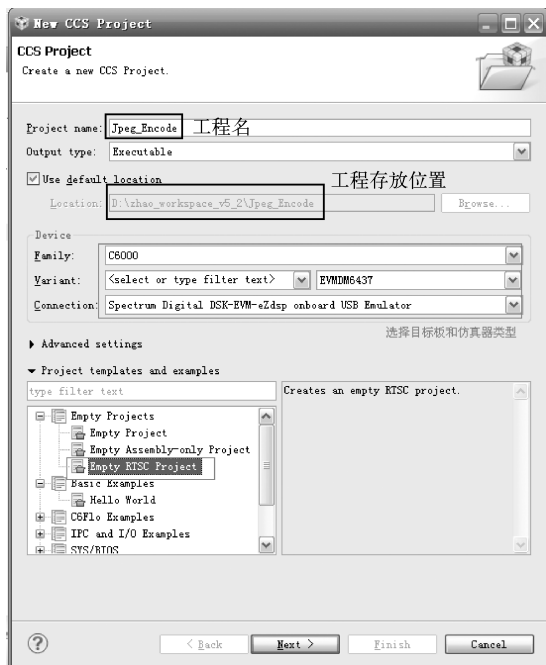 New CCS Project
CCS Project
Create a new CCS Project.
Project name: Jpeg_Encode 工程名
Output type: Executable
Use default location 工程存放位置
Location: D:\zhao_workspace_v5_2\Jpeg_Encode Browse...
Device
Family: C6000
Variant: <select or type filter text> EVMDM6437
Connection: Spectrum Digital DSK-EVM-eZdsp onboard USB Emulator
选择目标板和仿真器类型
Advanced settings
Project templates and examples
type filter text
Creates an empty RTSC project.
Empty Projects
Empty Project
Empty Assembly-only Project
Empty RTSC Project
Basic Examples
Hello World
C6Flo Examples
IPC and I/O Examples
SYS/BIOS
? < Back Next > Finish Cancel